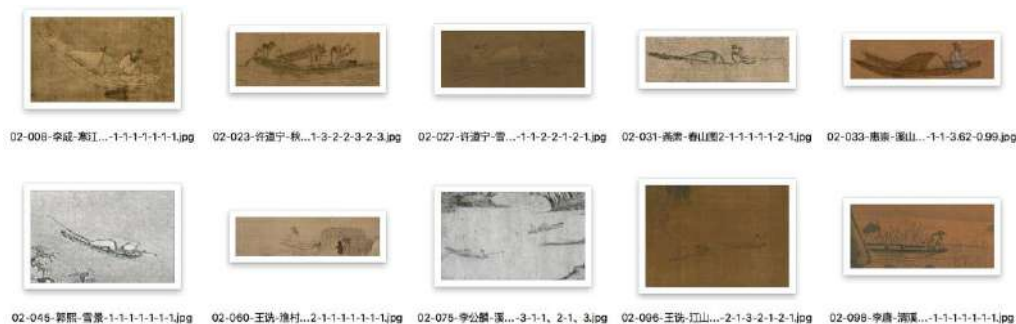 02-008-李成-寒江...-1-1-1-1-1-1-1.jpg
02-023-许道宁-秋...1-3-2-2-3-2-3.jpg
02-027-许道宁-雪...1-1-2-2-1-2-1.jpg
02-031-燕肃-春山图2-1-1-1-1-1-2-1.jpg
02-033-惠崇-溪山...-1-1-3.62-0.99.jpg
02-045-郭熙-雪景-1-1-1-1-1-1-1.jpg
02-060-王诜-渔村...2-1-1-1-1-1-1-1.jpg
02-075-李公麟-溪...-3-1-1、2-1、3.jpg
02-096-王诜-江山...-2-1-3-2-1-2-1.jpg
02-098-李唐-清溪...-1-1-1-1-1-1-1.jpg